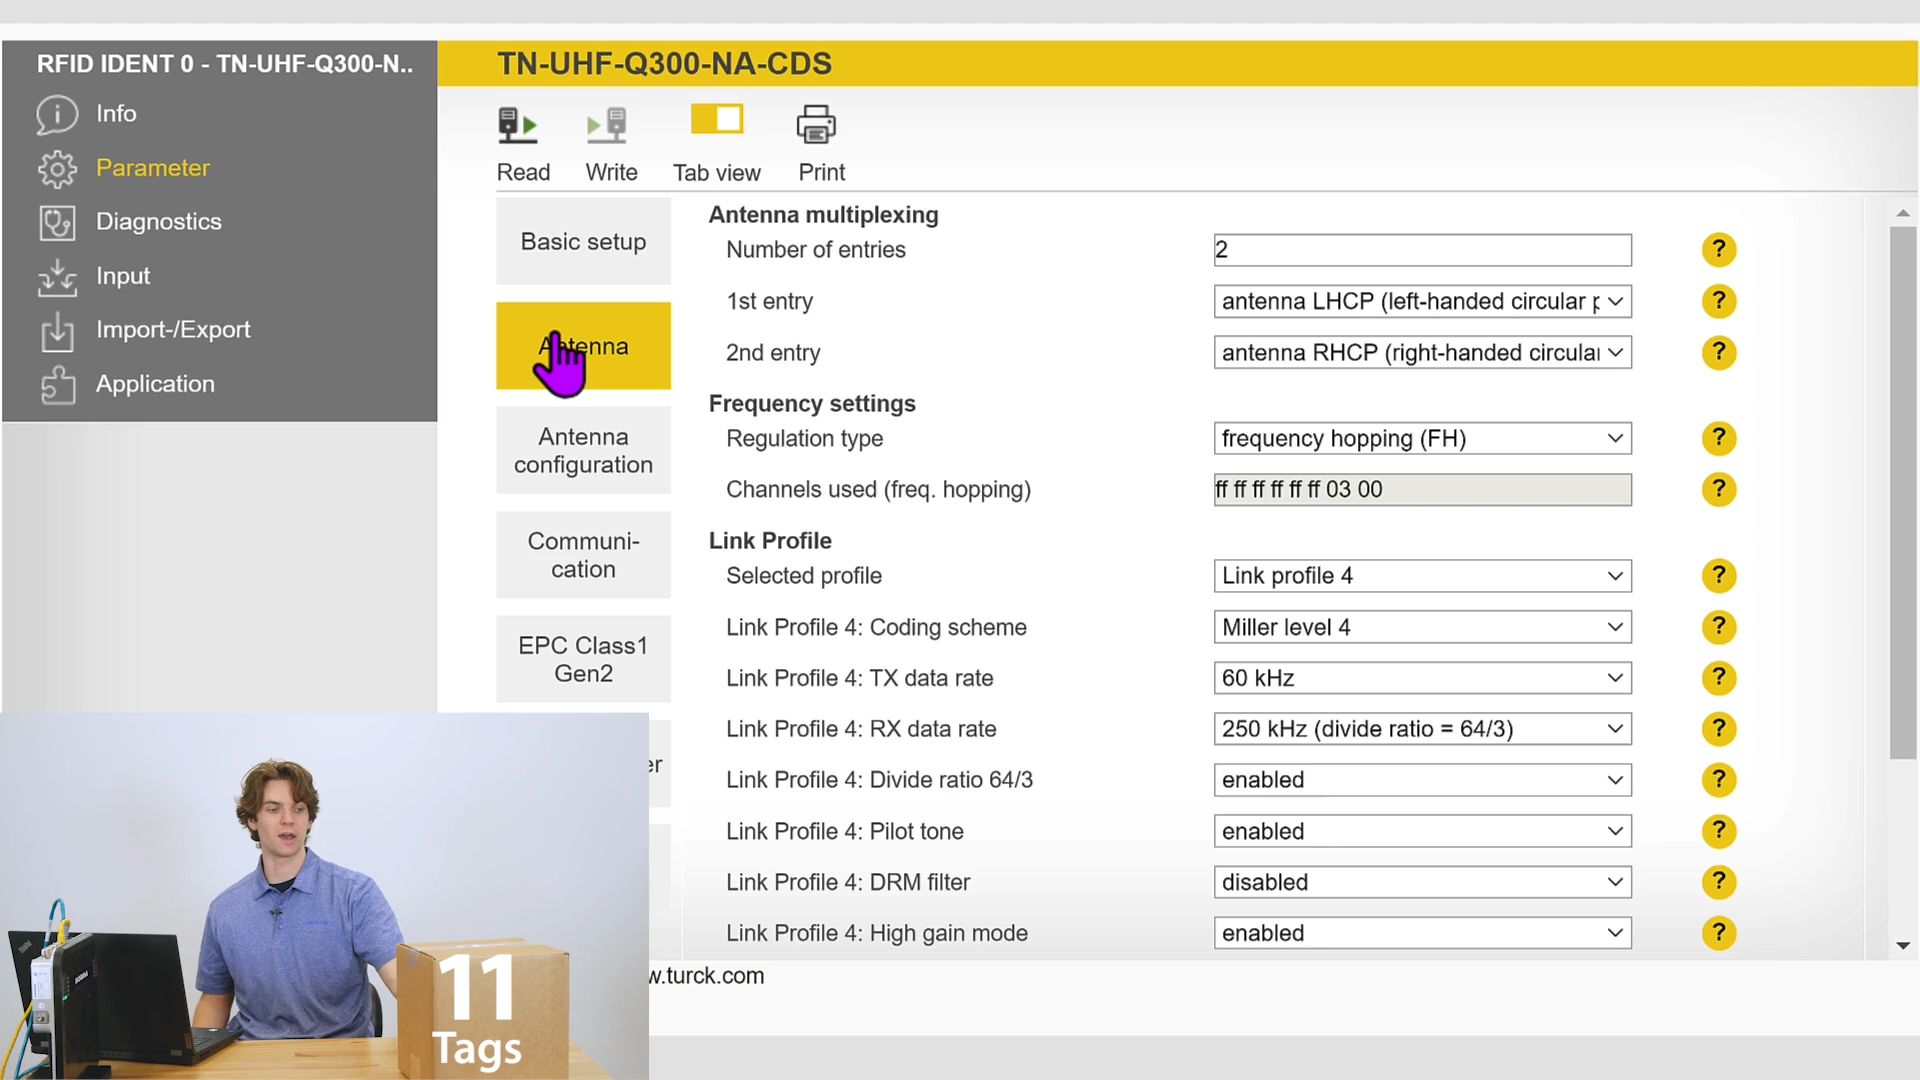 RFID IDENT 0 - TN-UHF-Q300-N..
Info
Parameter
Diagnostics
Input
Import-/Export
Application
TN-UHF-Q300-NA-CDS
Read
Write
Tab view
Print
Basic setup
Antenna
Antenna
configuration
Communi-
cation
EPC Class1
Gen2
er
Antenna multiplexing
Number of entries
2
?
1st entry
antenna LHCP (left-handed circular p
?
2nd entry
antenna RHCP (right-handed circular
?
Frequency settings
Regulation type
frequency hopping (FH)
?
Channels used (freq. hopping)
ff ff ff ff ff ff 03 00
?
Link Profile
Selected profile
Link profile 4
?
Link Profile 4: Coding scheme
Miller level 4
?
Link Profile 4: TX data rate
60 kHz
?
Link Profile 4: RX data rate
250 kHz (divide ratio = 64/3)
?
Link Profile 4: Divide ratio 64/3
enabled
?
Link Profile 4: Pilot tone
enabled
?
Link Profile 4: DRM filter
disabled
?
Link Profile 4: High gain mode
enabled
?
w.turck.com
11
Tags